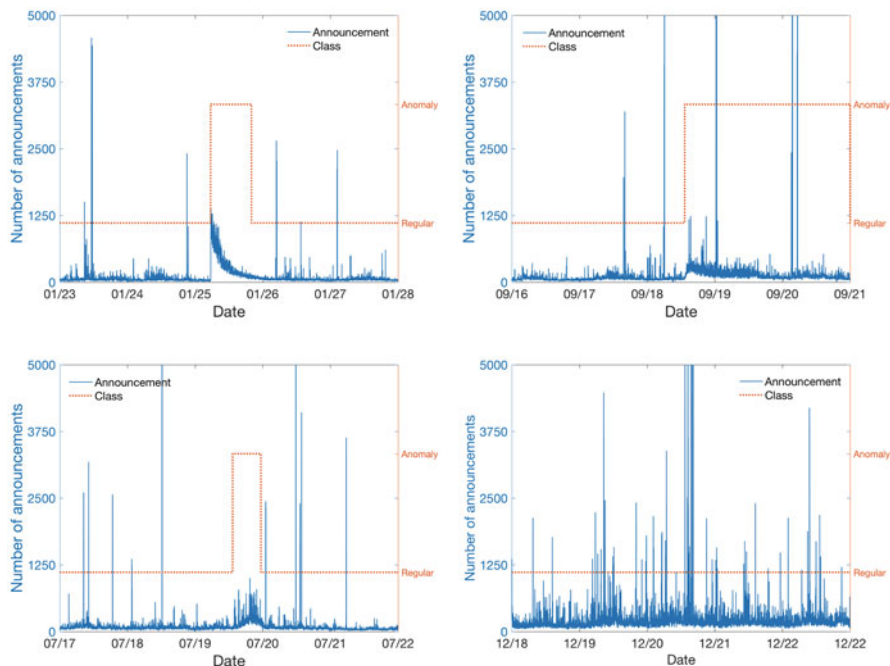 5000
3750
2500
1250
0
Number of announcements
Announcement
Class
Anomaly
Regular
01/23 01/24 01/25 01/26 01/27 01/28
Date
5000
3750
2500
1250
0
Number of announcements
Announcement
Class
Anomaly
Regular
09/16 09/17 09/18 09/19 09/20 09/21
Date
5000
3750
2500
1250
0
Number of announcements
Announcement
Class
Anomaly
Regular
07/17 07/18 07/19 07/20 07/21 07/22
Date
5000
3750
2500
1250
0
Number of announcements
Announcement
Class
Anomaly
Regular
12/18 12/19 12/20 12/21 12/22 12/22
Date